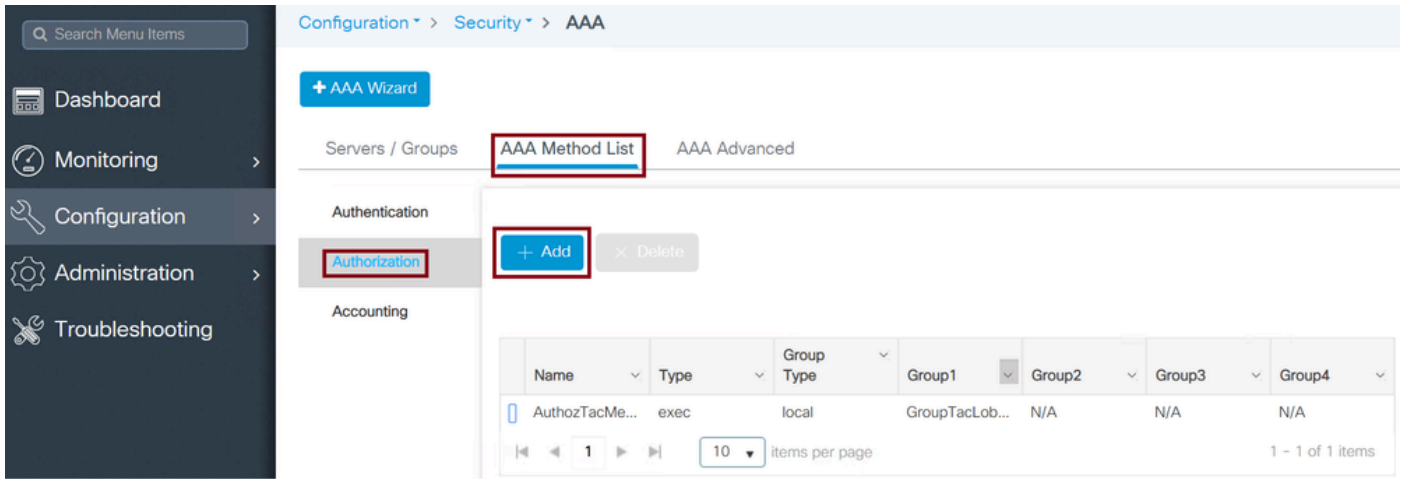 Search Menu Items
Configuration > Security > AAA
+ AAA Wizard
Dashboard
Monitoring
Configuration
Administration
Troubleshooting
Servers / Groups AAA Method List AAA Advanced
Authentication
Authorization
Accounting
+ Add × Delete
Name Type Group Type Group1 Group2 Group3 Group4
AuthozTacMe... exec local GroupTacLob... N/A N/A N/A
1 10 items per page 1 - 1 of 1 items